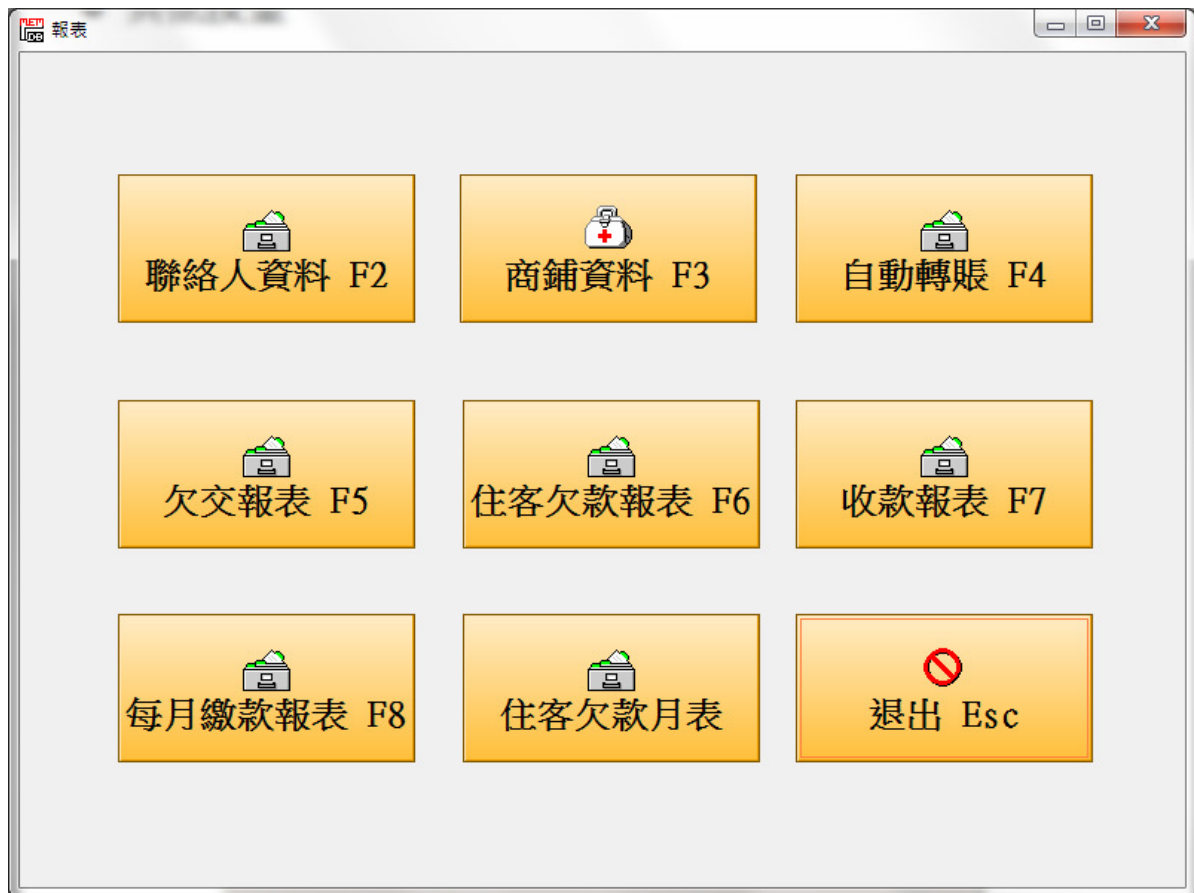 報表
聯絡人資料 F2
商鋪資料 F3
自動轉賬 F4
欠交報表 F5
住客欠款報表 F6
收款報表 F7
每月繳款報表 F8
住客欠款月表
退出 Esc